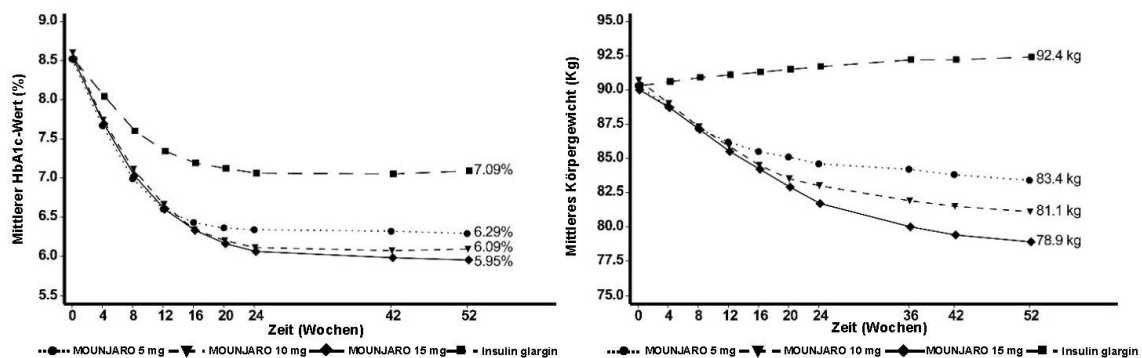 Mittlerer HbA1c-Wert (%)
9.0
8.5
8.0
7.5
7.0
6.5
6.0
5.5
7.09%
6.29%
6.09%
5.95%
0 4 8 12 16 20 24 42 52
Zeit (Wochen)
MOUNJARO 5 mg MOUNJARO 10 mg MOUNJARO 15 mg Insulin glargin
Mittleres Körpergewicht (Kg)
95.0
92.5
90.0
87.5
85.0
82.5
80.0
77.5
75.0
92.4 kg
83.4 kg
81.1 kg
78.9 kg
0 4 8 12 16 20 24 36 42 52
Zeit (Wochen)
MOUNJARO 5 mg MOUNJARO 10 mg MOUNJARO 15 mg Insulin glargin